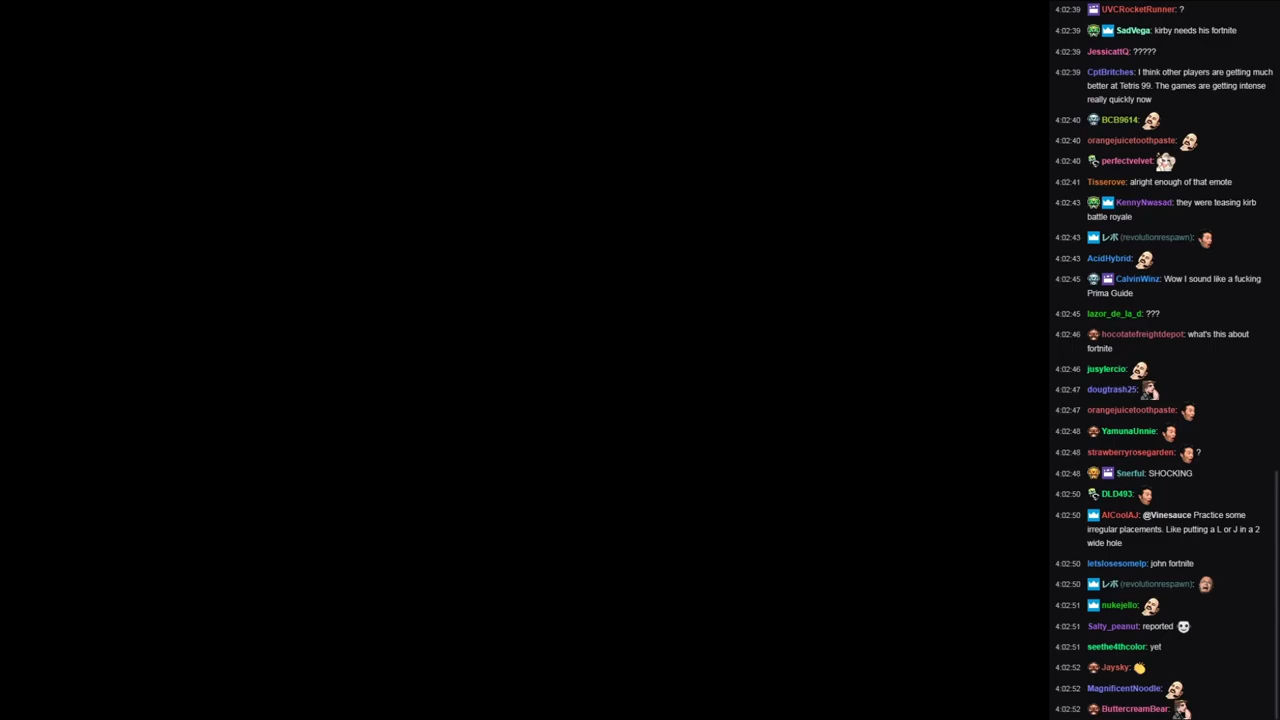 4:02:39 UVCRocketRunner: ?
4:02:39 SadVega: kirby needs his fortnite
4:02:39 JessicattQ: ?????
4:02:39 CptBritches: I think other players are getting much
better at Tetris 99. The games are getting intense
really quickly now
4:02:40 BCB9614:
4:02:40 orangejuicetoothpaste:
4:02:40 perfectvelvet:
4:02:41 Tisserove: alright enough of that emote
4:02:43 KennyNwasad: they were teasing kirb
battle royale
4:02:43 レボ (revolutionrespawn):
4:02:43 AcidHybrid:
4:02:45 CalvinWinz: Wow I sound like a fucking
Prima Guide
4:02:45 lazor_de_la_d: ???
4:02:46 hocotatefreightdepot: what's this about
fortnite
4:02:46 jusylercio:
4:02:47 dougtrash25:
4:02:47 orangejuicetoothpaste:
4:02:48 YamunaUnnie:
4:02:48 strawberryrosegarden: ?
4:02:48 Snerful: SHOCKING
4:02:50 DLD493:
4:02:50 AlCoolAJ: @Vinesauce Practice some
irregular placements. Like putting a L or J in a 2
wide hole
4:02:50 letslosesomelp: john fortnite
4:02:50 レボ (revolutionrespawn):
4:02:51 nukejello:
4:02:51 Salty_peanut: reported
4:02:51 seethe4thcolor: yet
4:02:52 Jaysky:
4:02:52 MagnificentNoodle:
4:02:52 ButtercreamBear: